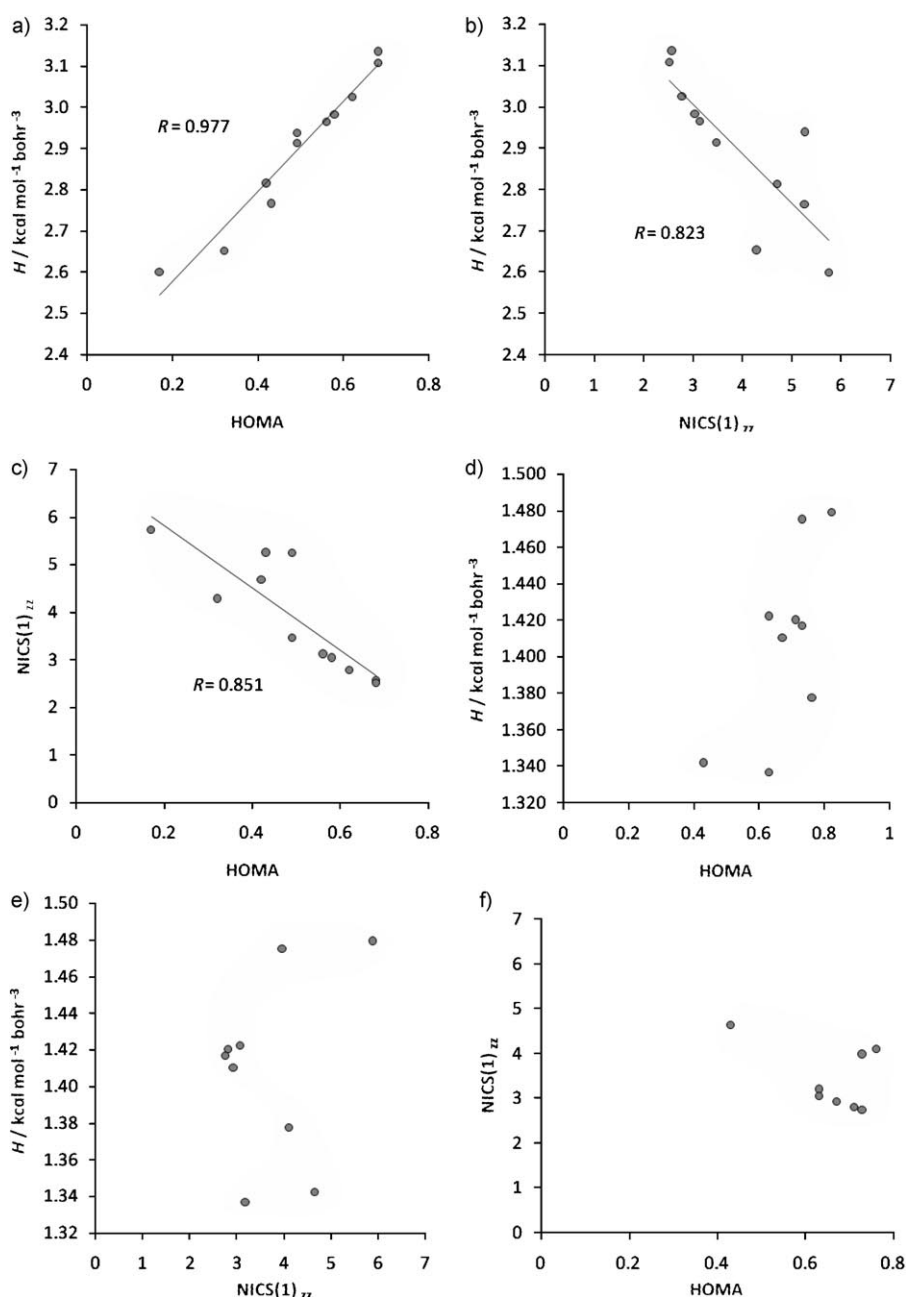 a)
3.2
3.1
3.0
2.9
2.8
2.7
2.6
2.5
2.4
H / kcal mol⁻¹ bohr⁻³
R = 0.977
0 0.2 0.4 0.6 0.8
HOMA
b)
3.2
3.1
3.0
2.9
2.8
2.7
2.6
2.5
2.4
H / kcal mol⁻¹ bohr⁻³
R = 0.823
0 1 2 3 4 5 6 7
NICS(1) zz
c)
7
6
5
4
3
2
1
0
NICS(1) zz
R = 0.851
0 0.2 0.4 0.6 0.8
HOMA
d)
1.500
1.480
1.460
1.440
1.420
1.400
1.380
1.360
1.340
1.320
H / kcal mol⁻¹ bohr⁻³
0 0.2 0.4 0.6 0.8 1
HOMA
e)
1.50
1.48
1.46
1.44
1.42
1.40
1.38
1.36
1.34
1.32
H / kcal mol⁻¹ bohr⁻³
0 1 2 3 4 5 6 7
NICS(1) zz
f)
7
6
5
4
3
2
1
0
NICS(1) zz
0 0.2 0.4 0.6 0.8
HOMA